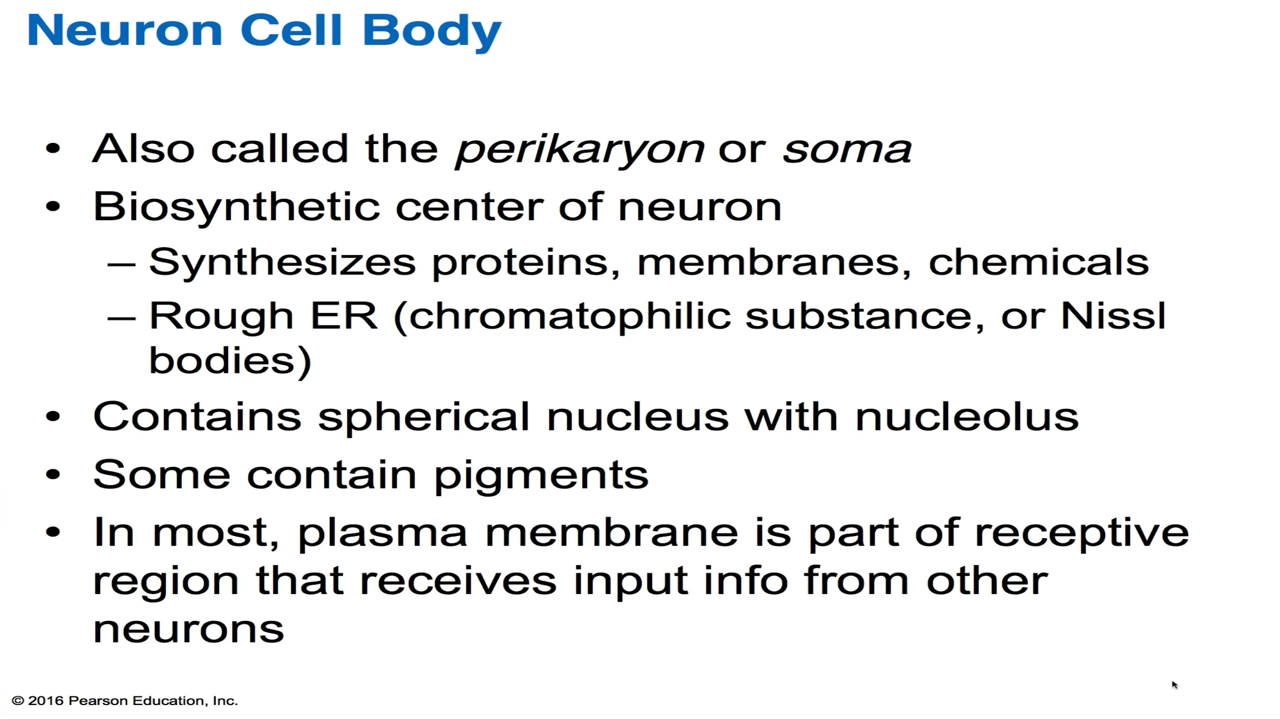 Neuron Cell Body
• Also called the perikaryon or soma
• Biosynthetic center of neuron
– Synthesizes proteins, membranes, chemicals
– Rough ER (chromatophilic substance, or Nissl
bodies)
• Contains spherical nucleus with nucleolus
• Some contain pigments
• In most, plasma membrane is part of receptive
region that receives input info from other
neurons
© 2016 Pearson Education, Inc.